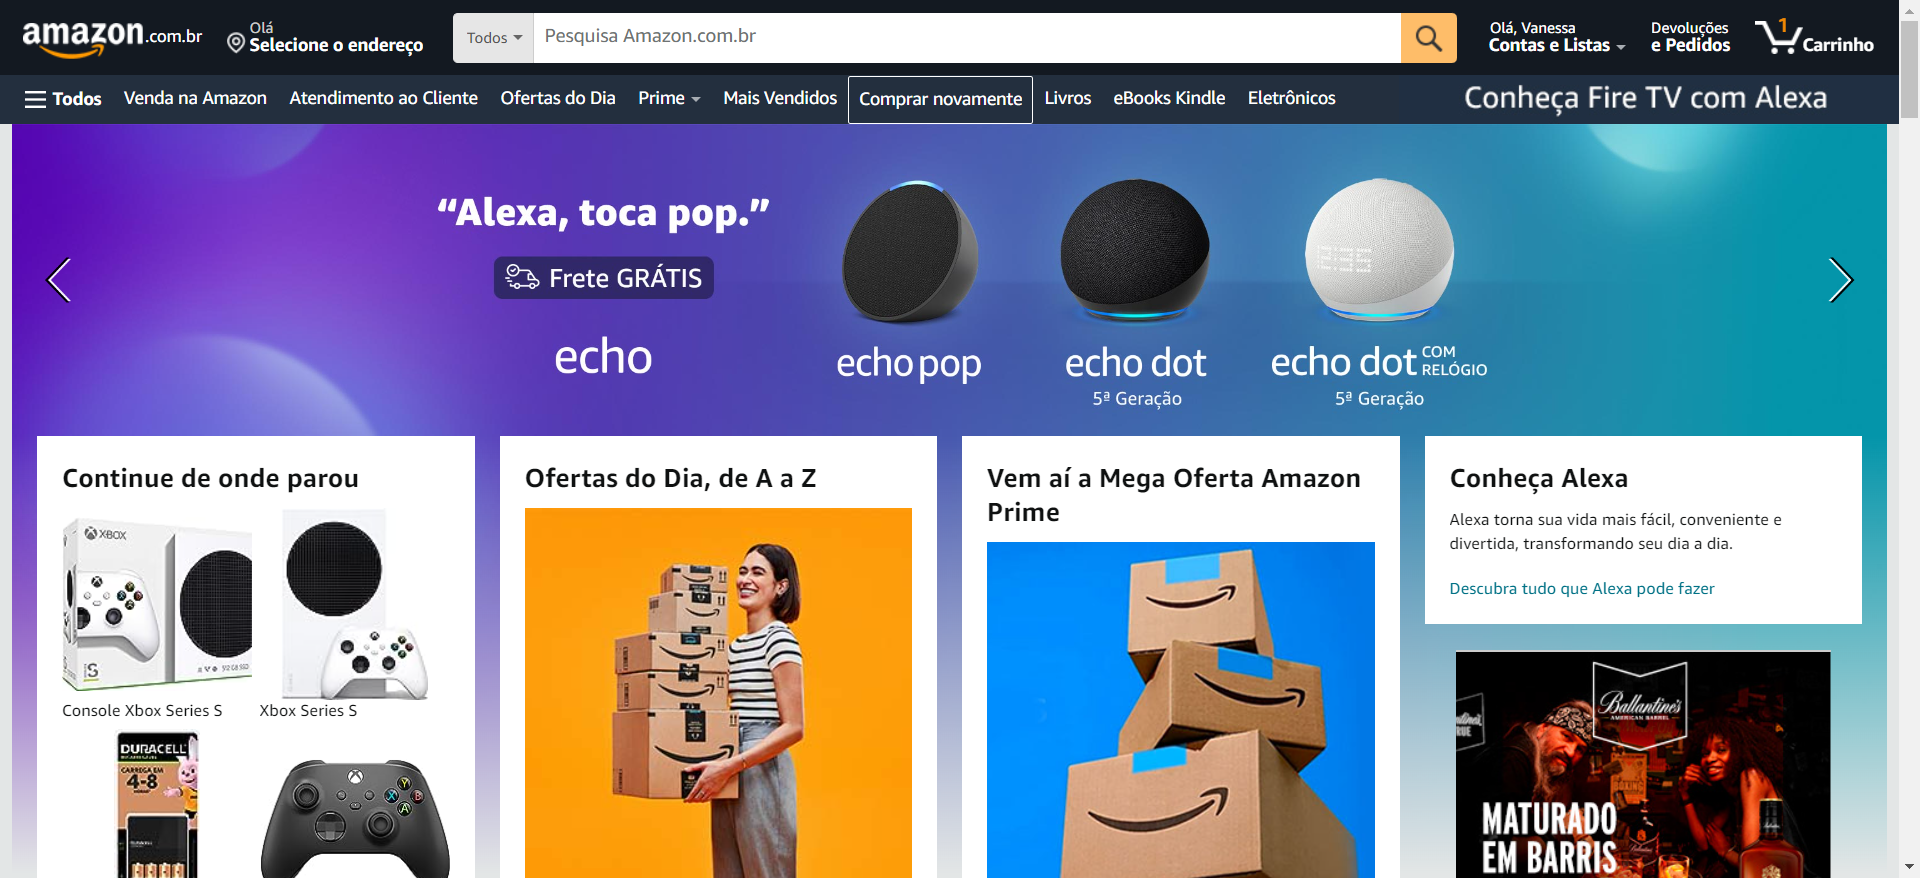 amazon.com.br
Olá
Selecione o endereço
Todos
Pesquisa Amazon.com.br
Olá, Vanessa
Contas e Listas
Devoluções
e Pedidos
1
Carrinho
Todos
Venda na Amazon
Atendimento ao Cliente
Ofertas do Dia
Prime
Mais Vendidos
Comprar novamente
Livros
eBooks Kindle
Eletrônicos
Conheça Fire TV com Alexa
“Alexa, toca pop.”
Frete GRÁTIS
echo
echo pop
echo dot
5ª Geração
echo dot COM RELÓGIO
5ª Geração
Continue de onde parou
XBOX
S
512 GB SSD
Console Xbox Series S
Xbox Series S
DURACELL
CARREGA EM
4-8
Y
X
B
A
Ofertas do Dia, de A a Z
Vem aí a Mega Oferta Amazon
Prime
Conheça Alexa
Alexa torna sua vida mais fácil, conveniente e
divertida, transformando seu dia a dia.
Descubra tudo que Alexa pode fazer
Ballantine's
AMERICAN BARREL
MATURADO
EM BARRIS